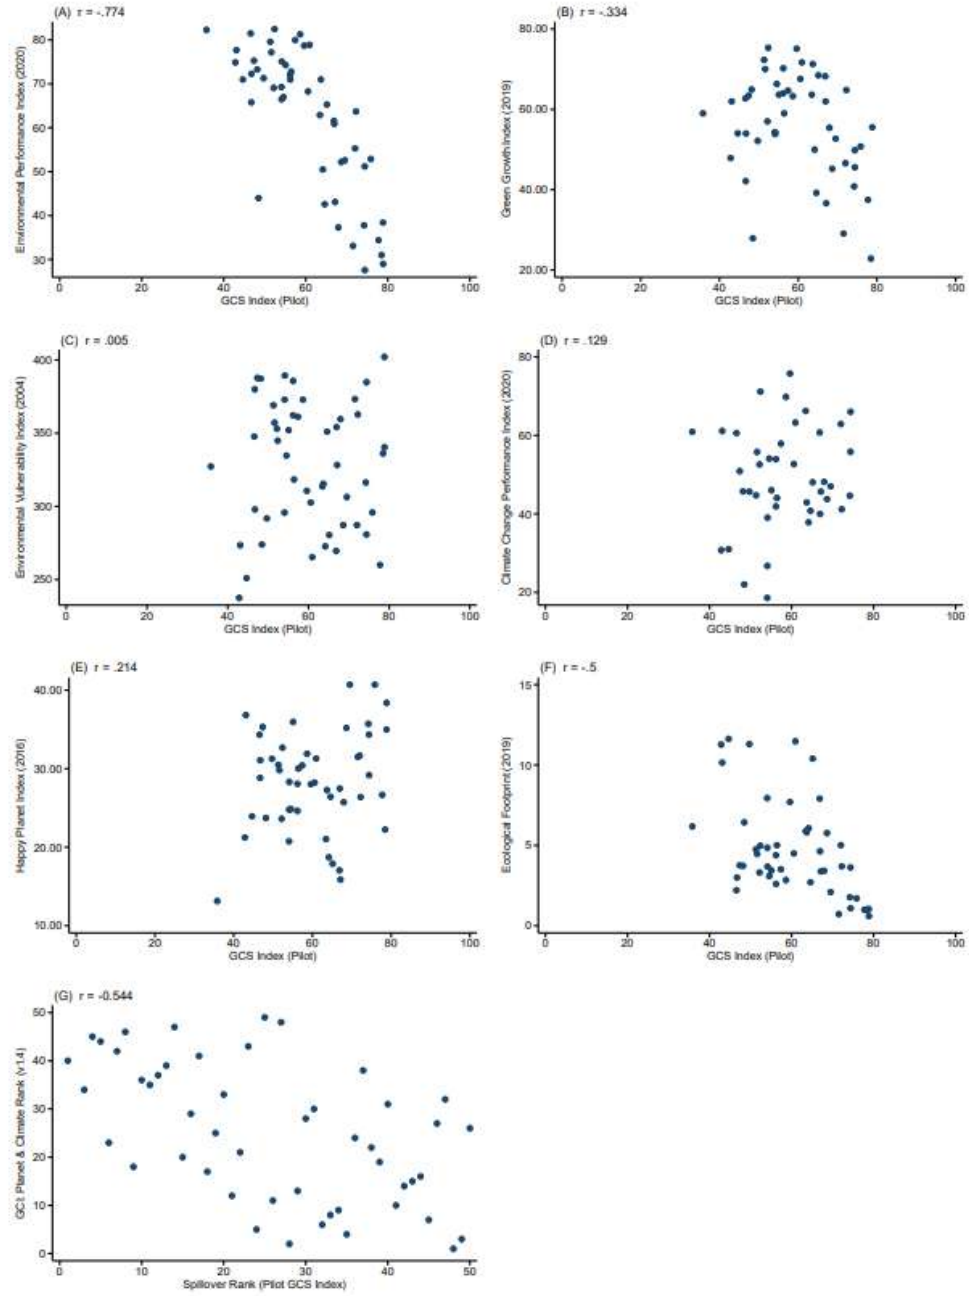 (A) r = -.774
Environmental Performance Index (2020)
80
70
60
50
40
30
0 20 40 60 80 100
GCS Index (Pilot)
(B) r = -.334
Green Growth Index (2019)
80.00
60.00
40.00
20.00
0 20 40 60 80 100
GCS Index (Pilot)
(C) r = .005
Environmental Vulnerability Index (2004)
400
350
300
250
0 20 40 60 80 100
GCS Index (Pilot)
(D) r = .129
Climate Change Performance Index (2020)
80
60
40
20
0 20 40 60 80 100
GCS Index (Pilot)
(E) r = .214
Happy Planet Index (2016)
40.00
30.00
20.00
10.00
0 20 40 60 80 100
GCS Index (Pilot)
(F) r = -.5
Ecological Footprint (2019)
15
10
5
0
0 20 40 60 80 100
GCS Index (Pilot)
(G) r = -0.544
GCI: Planet & Climate Rank (v1.4)
50
40
30
20
10
0
0 10 20 30 40 50
Spillover Rank (Pilot GCS Index)